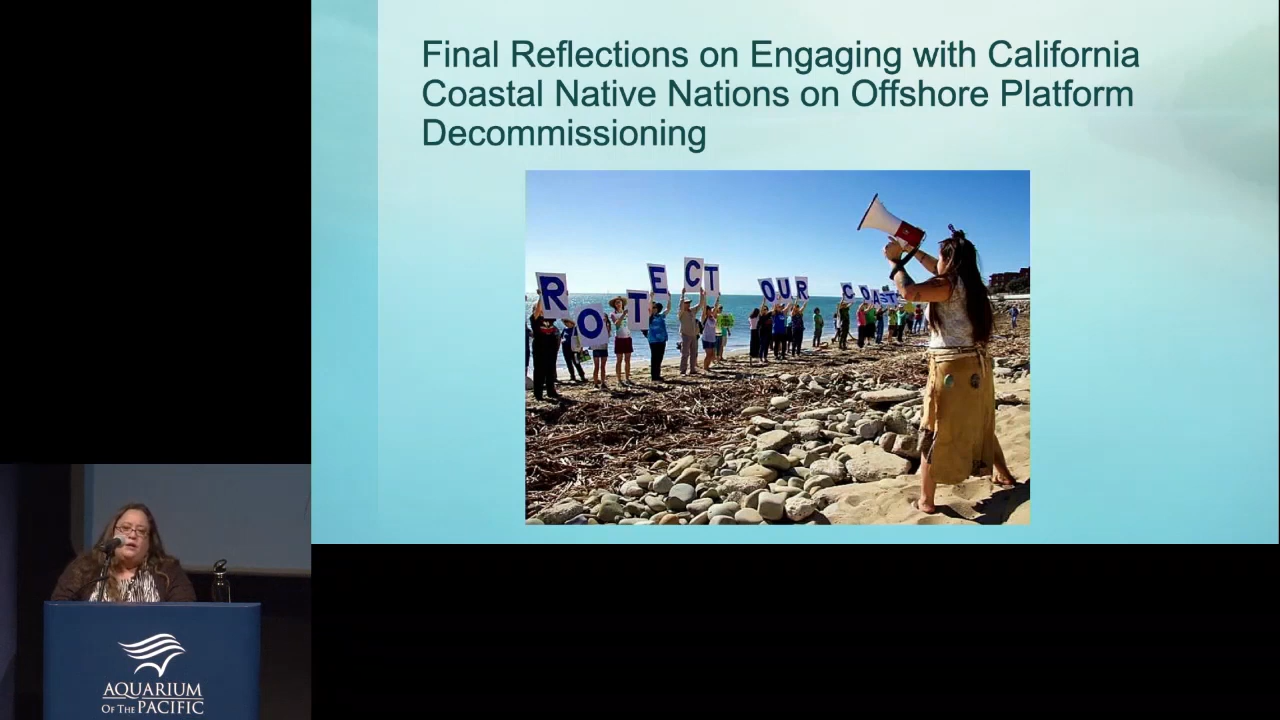 Final Reflections on Engaging with California
Coastal Native Nations on Offshore Platform
Decommissioning
ROTECT OUR COAST
AQUARIUM
OF THE PACIFIC